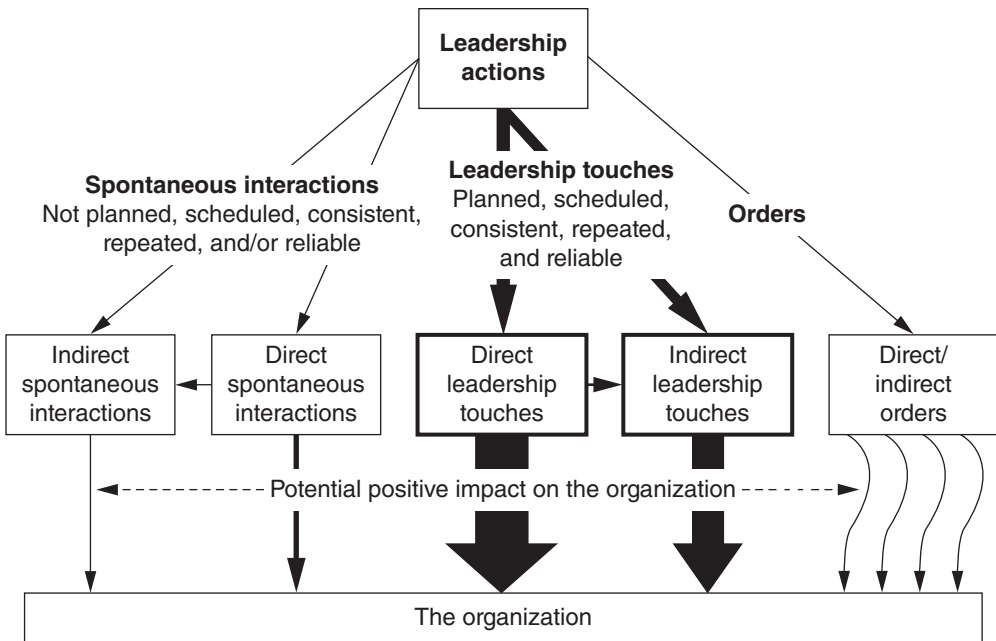 Leadership
actions
Spontaneous interactions
Not planned, scheduled, consistent,
repeated, and/or reliable
Leadership touches
Planned, scheduled,
consistent, repeated,
and reliable
Orders
Indirect
spontaneous
interactions
Direct
spontaneous
interactions
Direct
leadership
touches
Indirect
leadership
touches
Direct/
indirect
orders
Potential positive impact on the organization
The organization